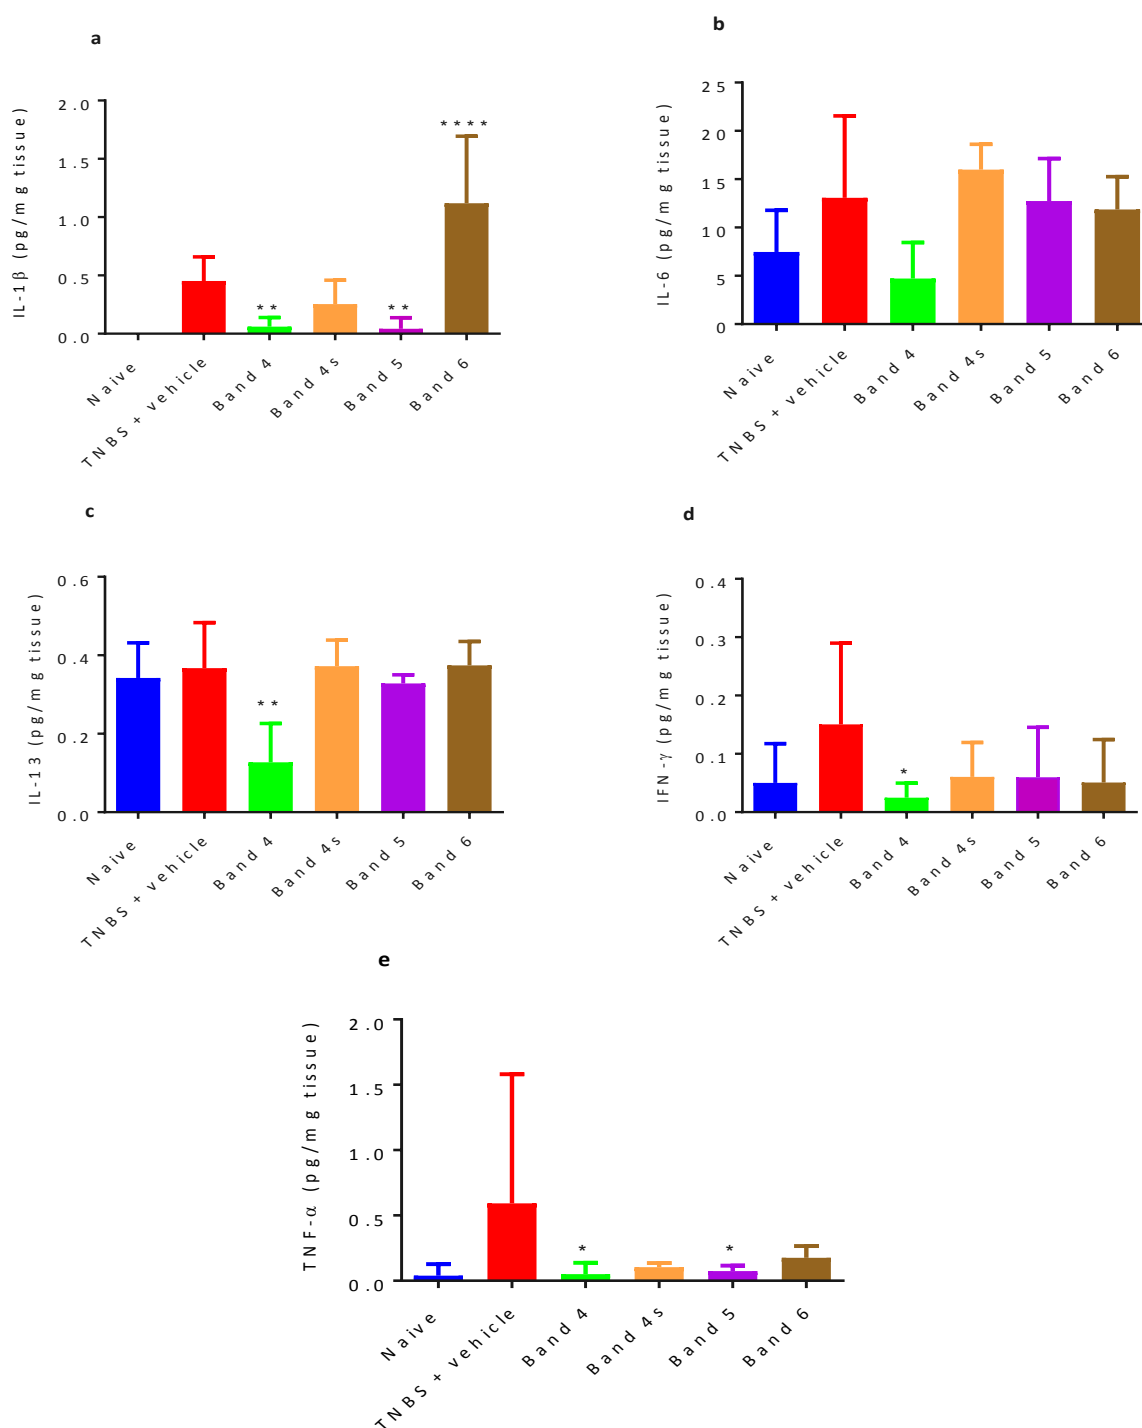 a
IL-1β (pg/mg tissue)
2.0
1.5
1.0
0.5
0.0
****
**
**
Naive
TNBS + vehicle
Band 4
Band 4s
Band 5
Band 6
b
IL-6 (pg/mg tissue)
25
20
15
10
5
0
Naive
TNBS + vehicle
Band 4
Band 4s
Band 5
Band 6
c
IL-13 (pg/mg tissue)
0.6
0.4
0.2
0.0
**
Naive
TNBS + vehicle
Band 4
Band 4s
Band 5
Band 6
d
IFN-γ (pg/mg tissue)
0.4
0.3
0.2
0.1
0.0
*
Naive
TNBS + vehicle
Band 4
Band 4s
Band 5
Band 6
e
TNF-α (pg/mg tissue)
2.0
1.5
1.0
0.5
0.0
*
*
Naive
TNBS + vehicle
Band 4
Band 4s
Band 5
Band 6